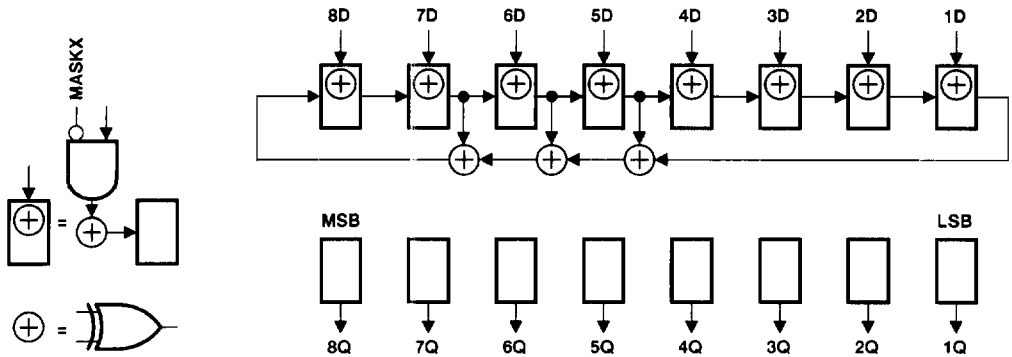 8D 7D 6D 5D 4D 3D 2D 1D
MASKX
=
MSB LSB
=
8Q 7Q 6Q 5Q 4Q 3Q 2Q 1Q